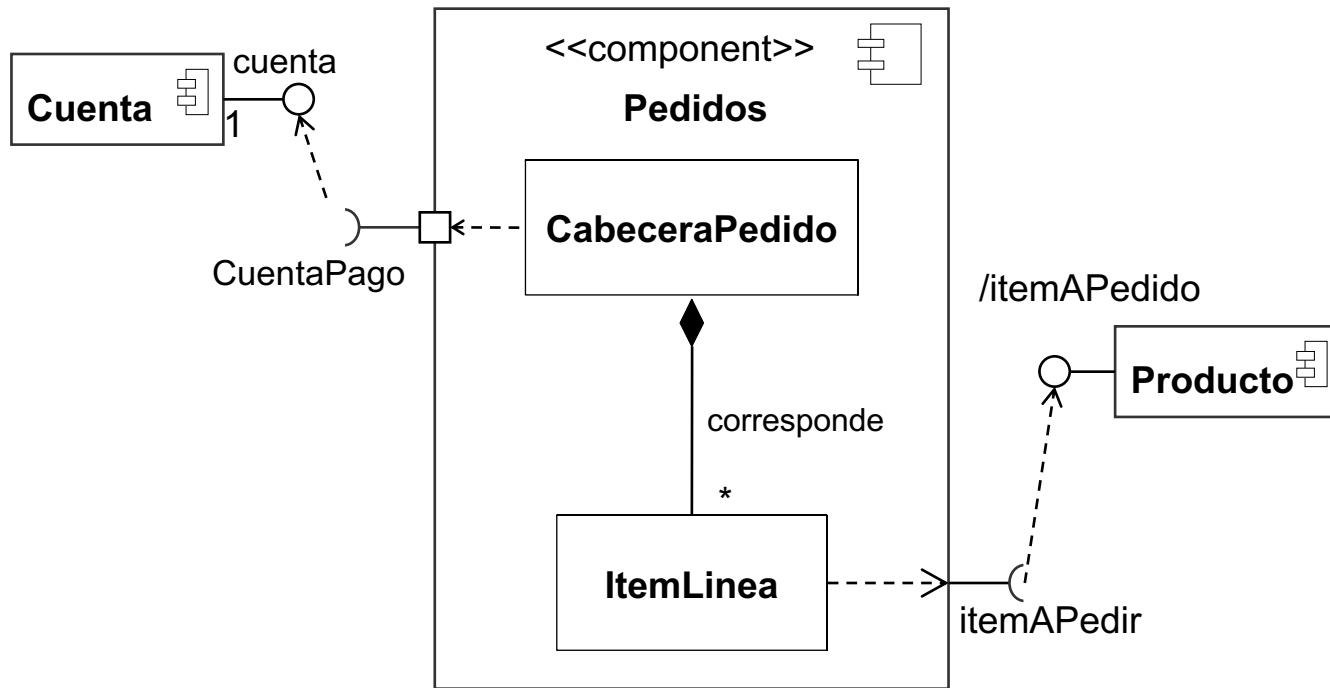 <<component>>
Pedidos
cuenta
Cuenta
1
CabeceraPedido
CuentaPago
/itemAPedido
Producto
corresponde
*
ItemLinea
itemAPedir